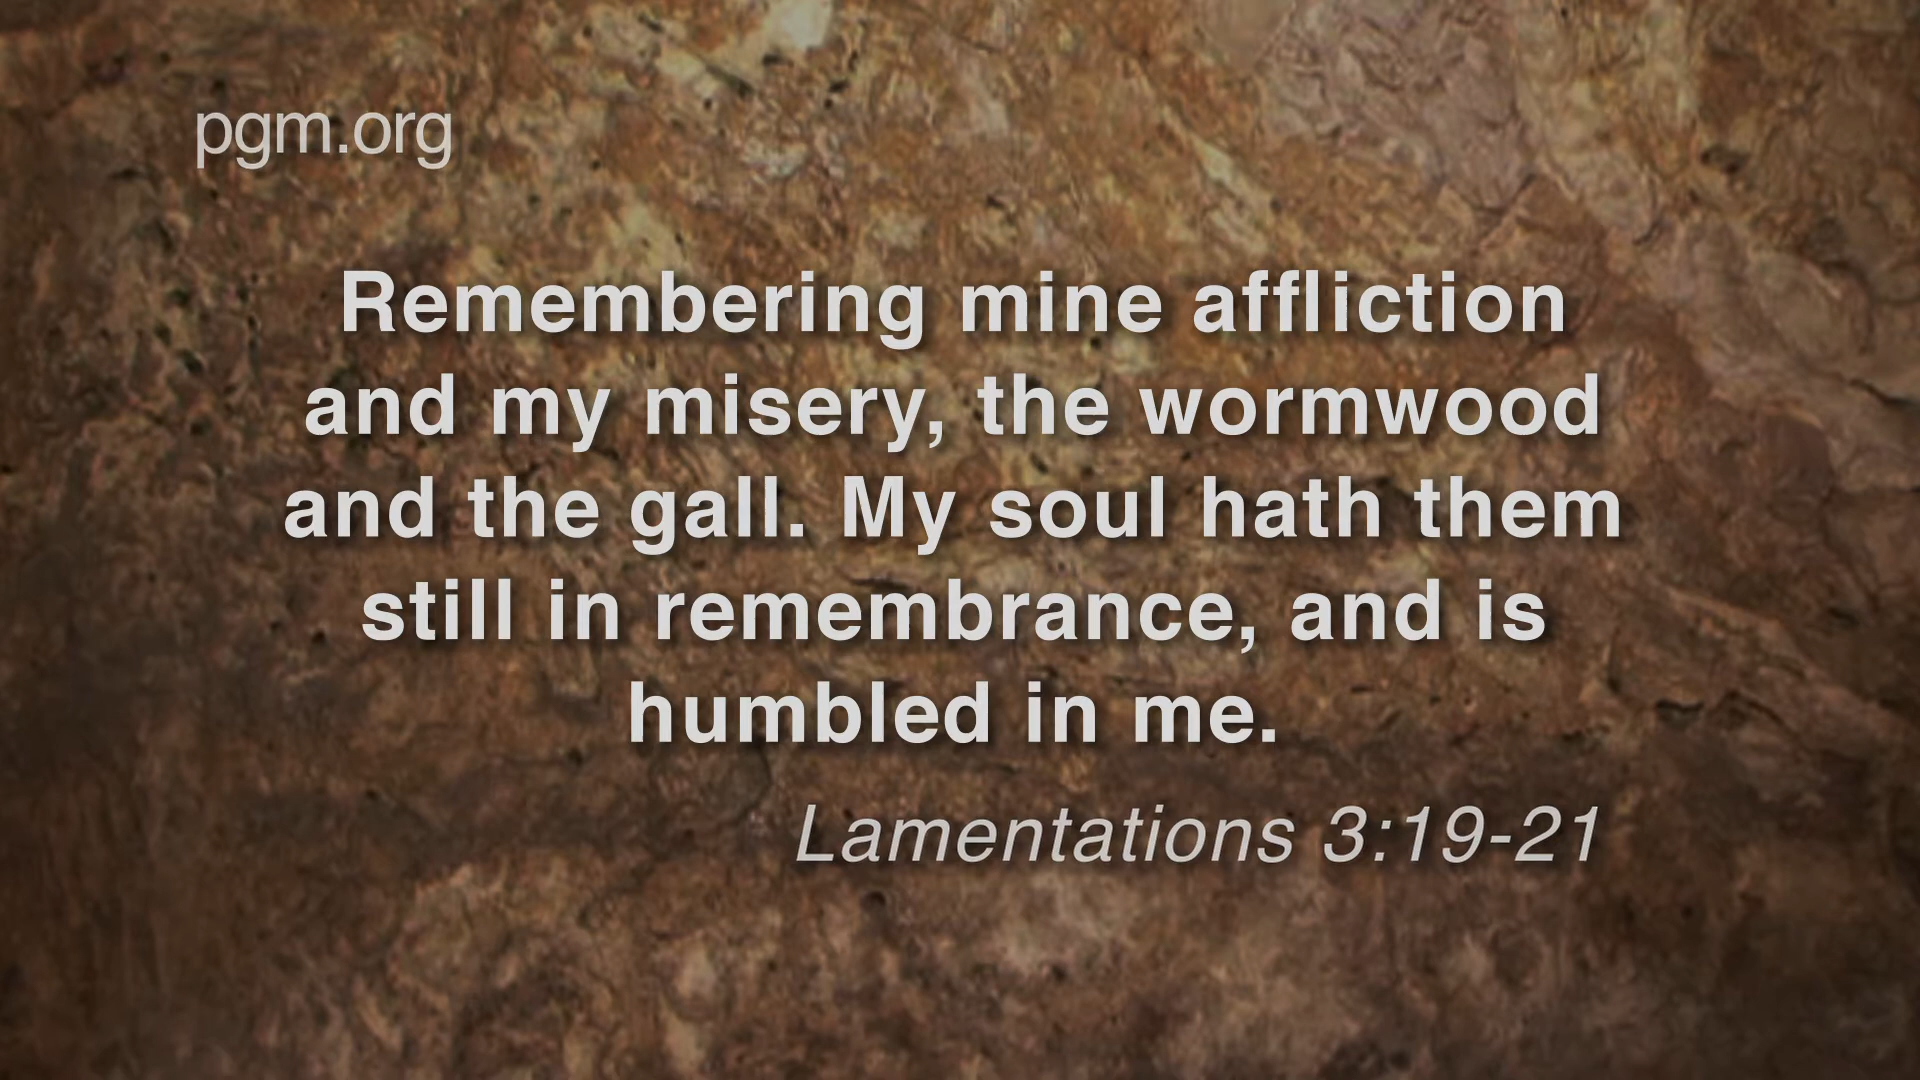 pgm.org
Remembering mine affliction
and my misery, the wormwood
and the gall. My soul hath them
still in remembrance, and is
humbled in me.
Lamentations 3:19-21